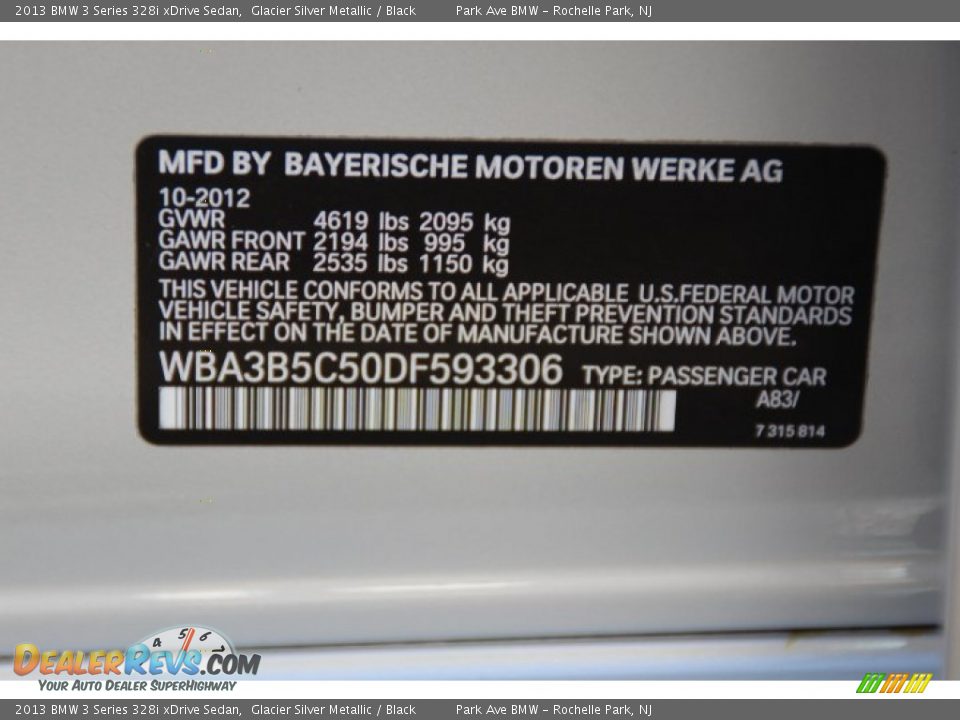 2013 BMW 3 Series 328i xDrive Sedan,  Glacier Silver Metallic / Black     Park Ave BMW – Rochelle Park, NJ
MFD BY BAYERISCHE MOTOREN WERKE AG
10-2012
GVWR 4619 lbs 2095 kg
GAWR FRONT 2194 lbs 995 kg
GAWR REAR 2535 lbs 1150 kg
THIS VEHICLE CONFORMS TO ALL APPLICABLE U.S.FEDERAL MOTOR
VEHICLE SAFETY, BUMPER AND THEFT PREVENTION STANDARDS
IN EFFECT ON THE DATE OF MANUFACTURE SHOWN ABOVE.
WBA3B5C50DF593306 TYPE: PASSENGER CAR
A83/
7 315 814
4 5 6
DEALERREVS.COM
YOUR AUTO DEALER SUPERHIGHWAY
2013 BMW 3 Series 328i xDrive Sedan,  Glacier Silver Metallic / Black     Park Ave BMW – Rochelle Park, NJ